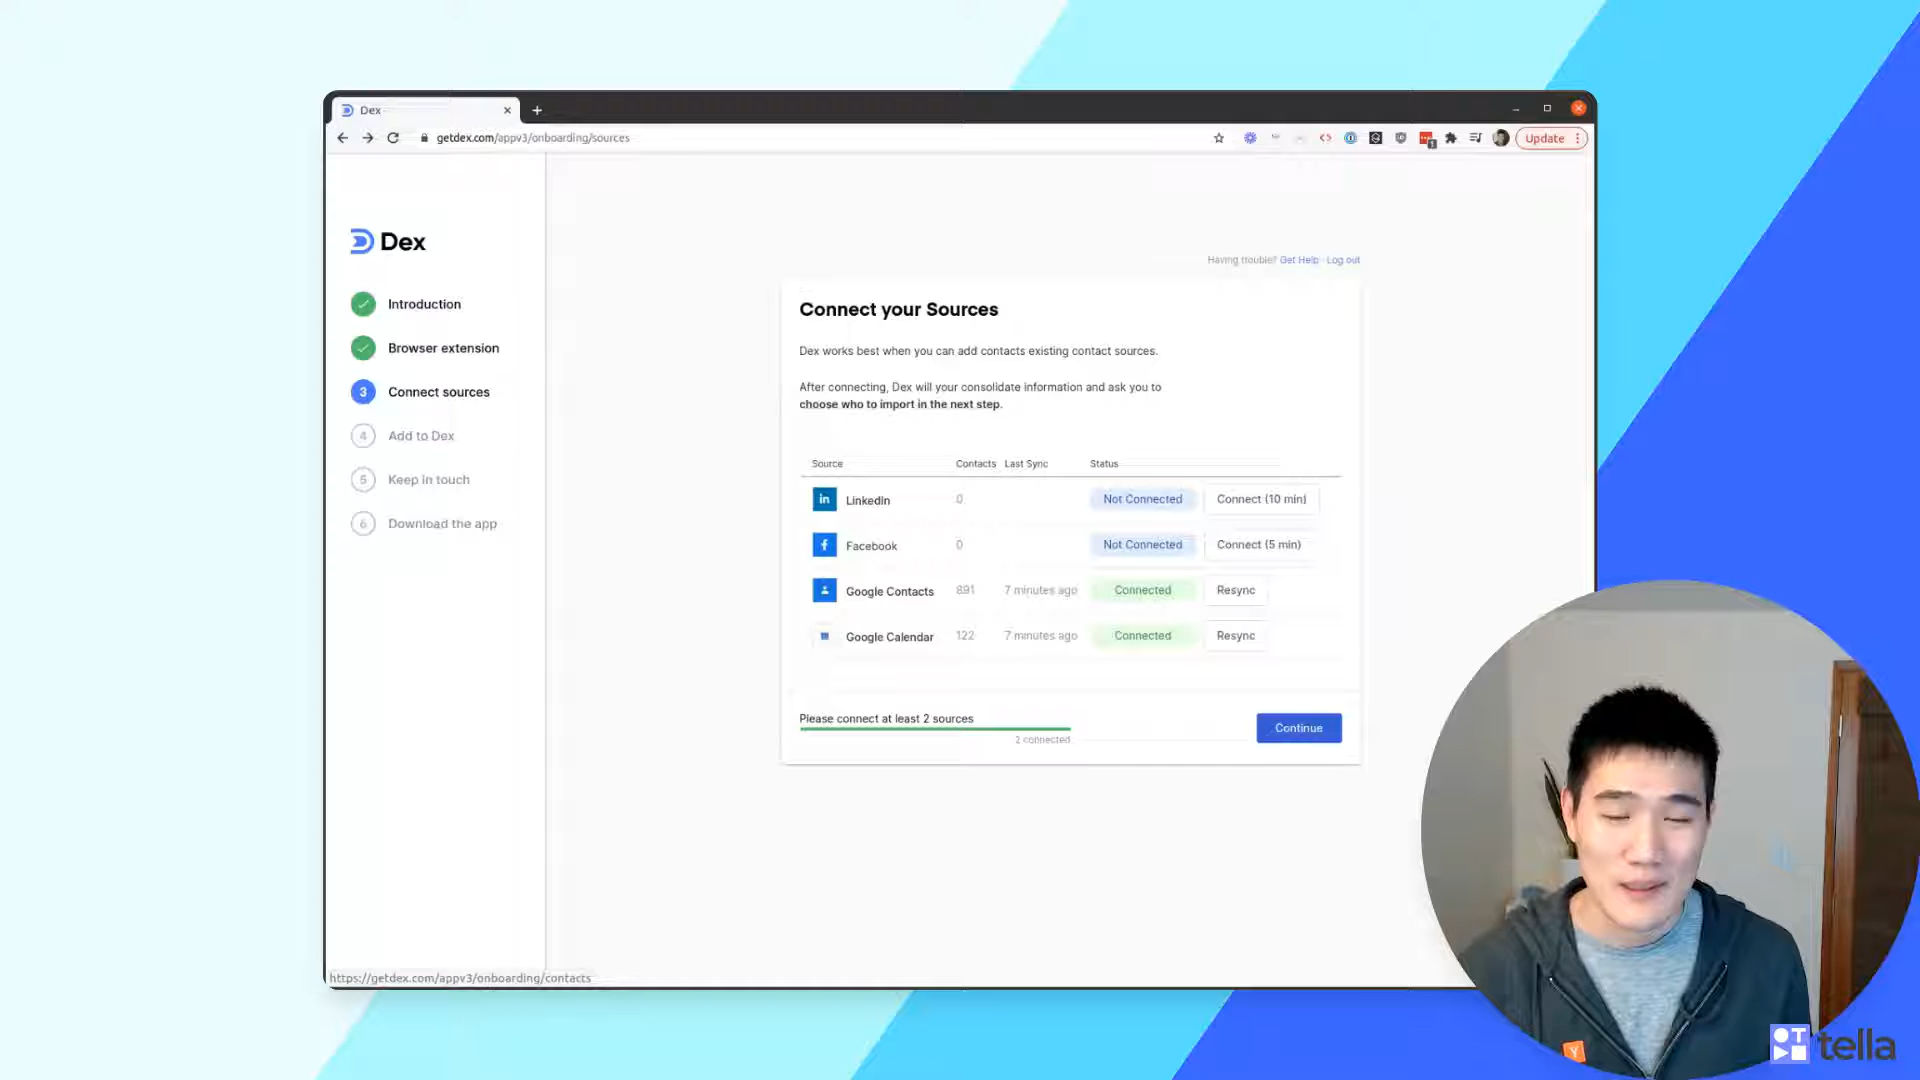 Dex
getdex.com/appv3/onboarding/sources
Update
Dex
Introduction
Browser extension
3 Connect sources
4 Add to Dex
5 Keep in touch
6 Download the app
Having trouble? Get Help · Log out
Connect your Sources
Dex works best when you can add contacts existing contact sources.
After connecting, Dex will your consolidate information and ask you to
choose who to import in the next step.
Source Contacts Last Sync Status
in LinkedIn 0 Not Connected Connect (10 min)
f Facebook 0 Not Connected Connect (5 min)
Google Contacts 891 7 minutes ago Connected Resync
Google Calendar 122 7 minutes ago Connected Resync
Please connect at least 2 sources
2 connected
Continue
https://getdex.com/appv3/onboarding/contacts
Y
tella